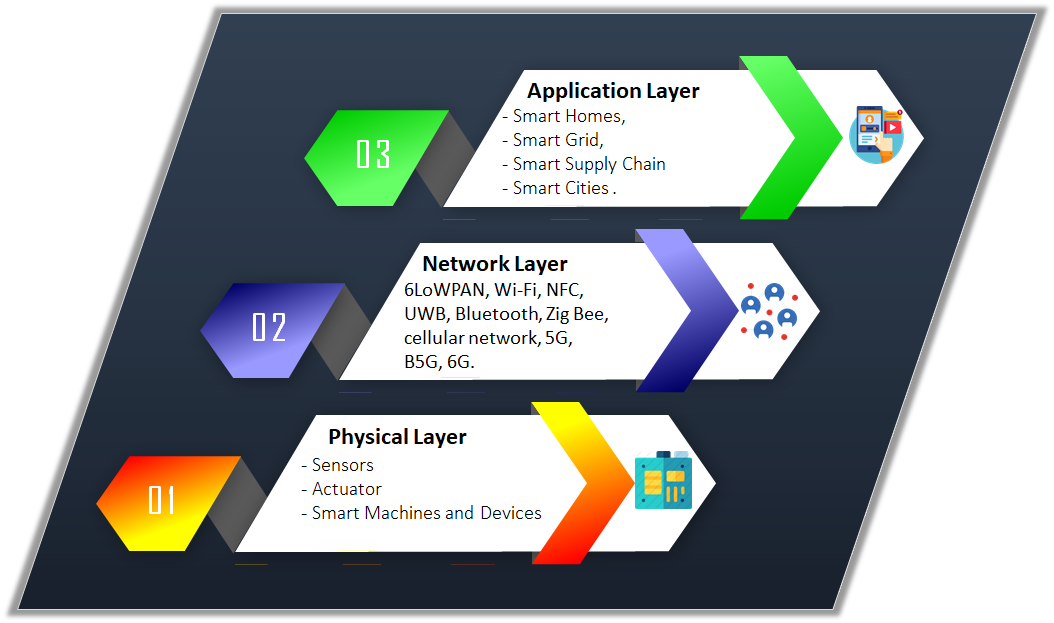 03
Application Layer
- Smart Homes,
- Smart Grid,
- Smart Supply Chain
- Smart Cities .
02
Network Layer
6LoWPAN, Wi-Fi, NFC,
UWB, Bluetooth, Zig Bee,
cellular network, 5G,
B5G, 6G.
01
Physical Layer
- Sensors
- Actuator
- Smart Machines and Devices